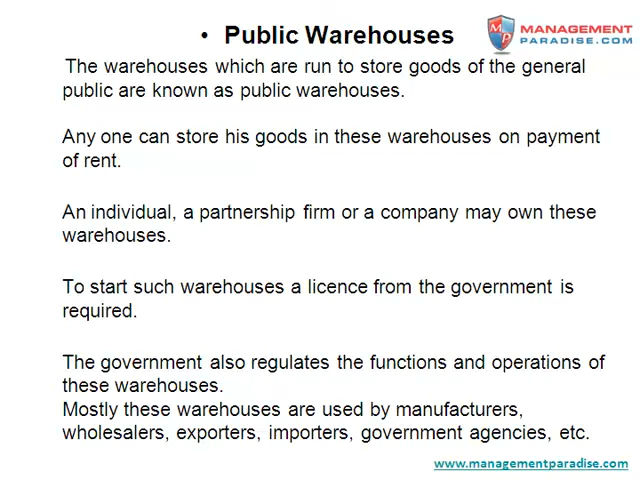 • Public Warehouses
MP MANAGEMENT
PARADISE.COM
The warehouses which are run to store goods of the general
public are known as public warehouses.
Any one can store his goods in these warehouses on payment
of rent.
An individual, a partnership firm or a company may own these
warehouses.
To start such warehouses a licence from the government is
required.
The government also regulates the functions and operations of
these warehouses.
Mostly these warehouses are used by manufacturers,
wholesalers, exporters, importers, government agencies, etc.
www.managementparadise.com